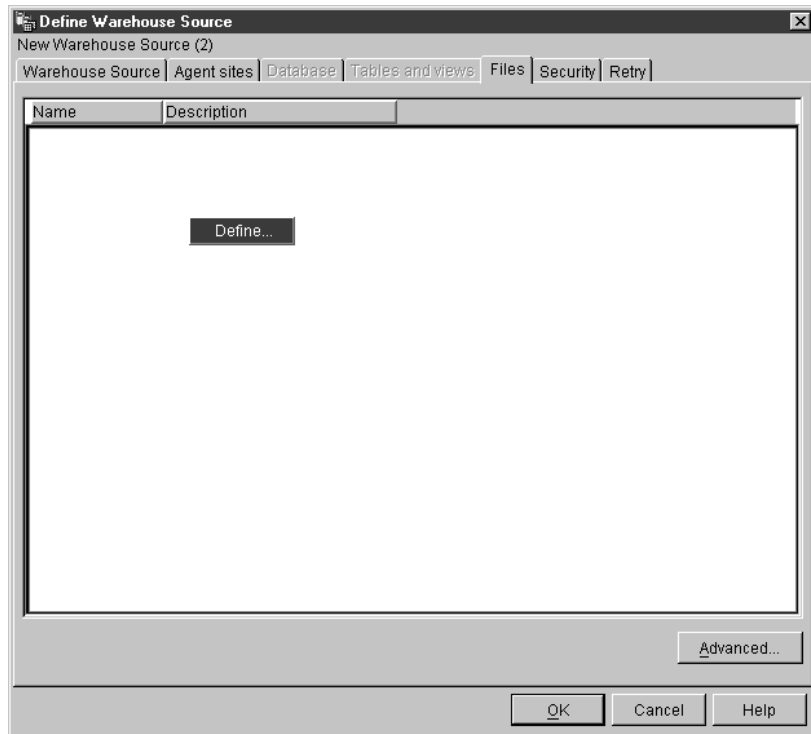 Define Warehouse Source
New Warehouse Source (2)
Warehouse Source Agent sites Database Tables and views Files Security Retry
Name Description
Define...
Advanced...
OK Cancel Help